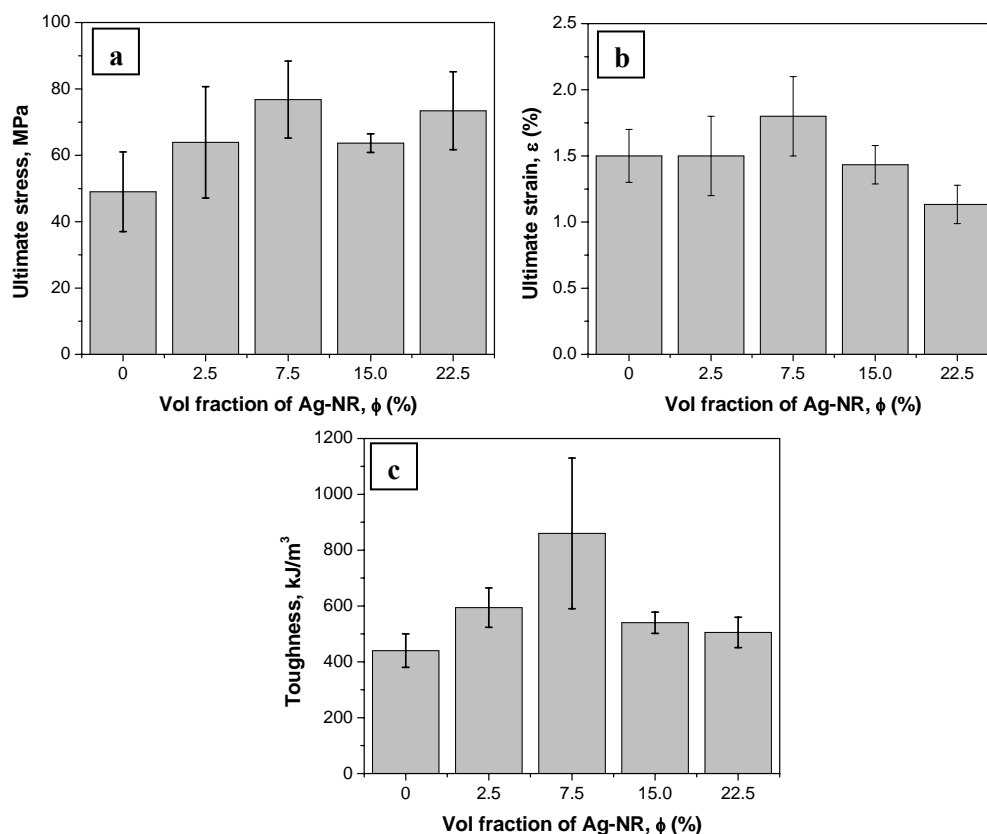 a
Ultimate stress, MPa
100
80
60
40
20
0
0 2.5 7.5 15.0 22.5
Vol fraction of Ag-NR, ϕ (%)
b
Ultimate strain, ε (%)
2.5
2.0
1.5
1.0
0.5
0.0
0 2.5 7.5 15.0 22.5
Vol fraction of Ag-NR, ϕ (%)
c
Toughness, kJ/m³
1200
1000
800
600
400
200
0
0 2.5 7.5 15.0 22.5
Vol fraction of Ag-NR, ϕ (%)